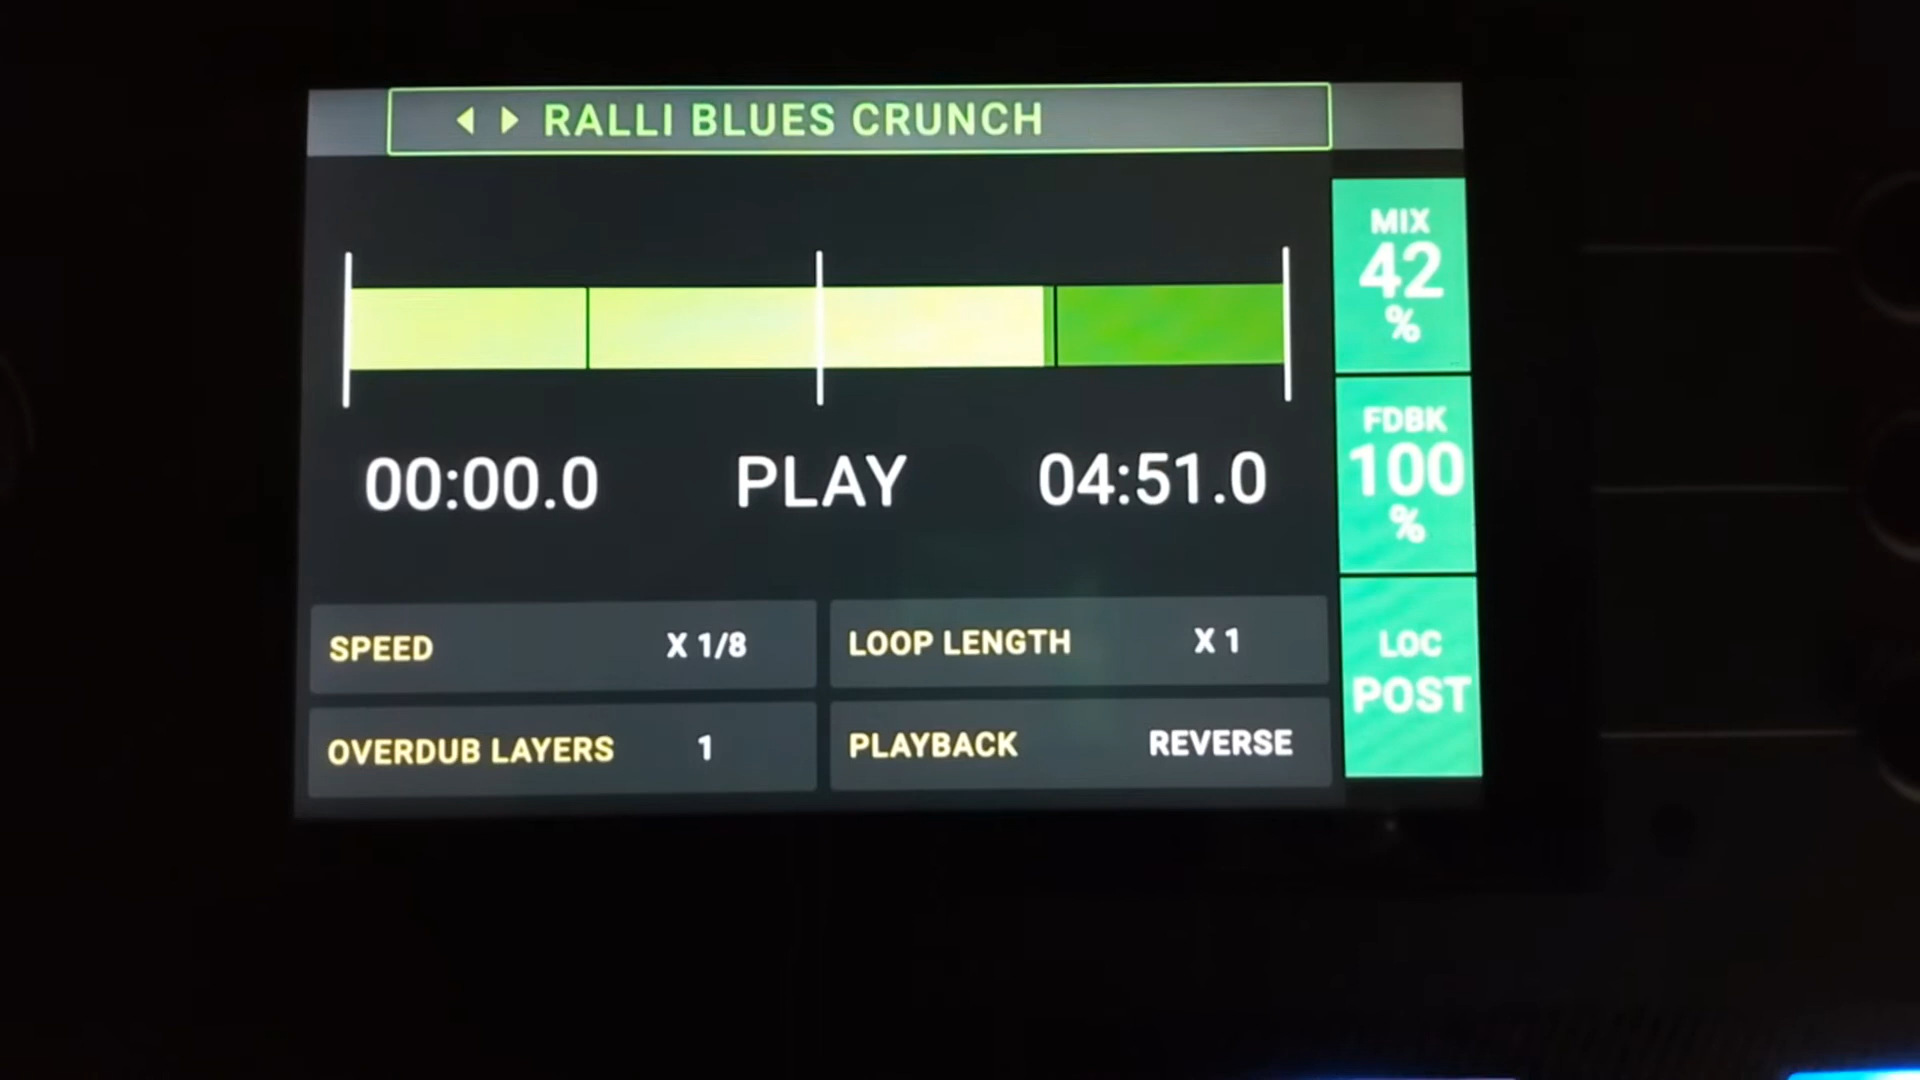 RALLI BLUES CRUNCH
MIX
42
%
00:00.0 PLAY 04:51.0
FDBK
100
%
SPEED X 1/8
LOOP LENGTH X 1
LOC
POST
OVERDUB LAYERS 1
PLAYBACK REVERSE